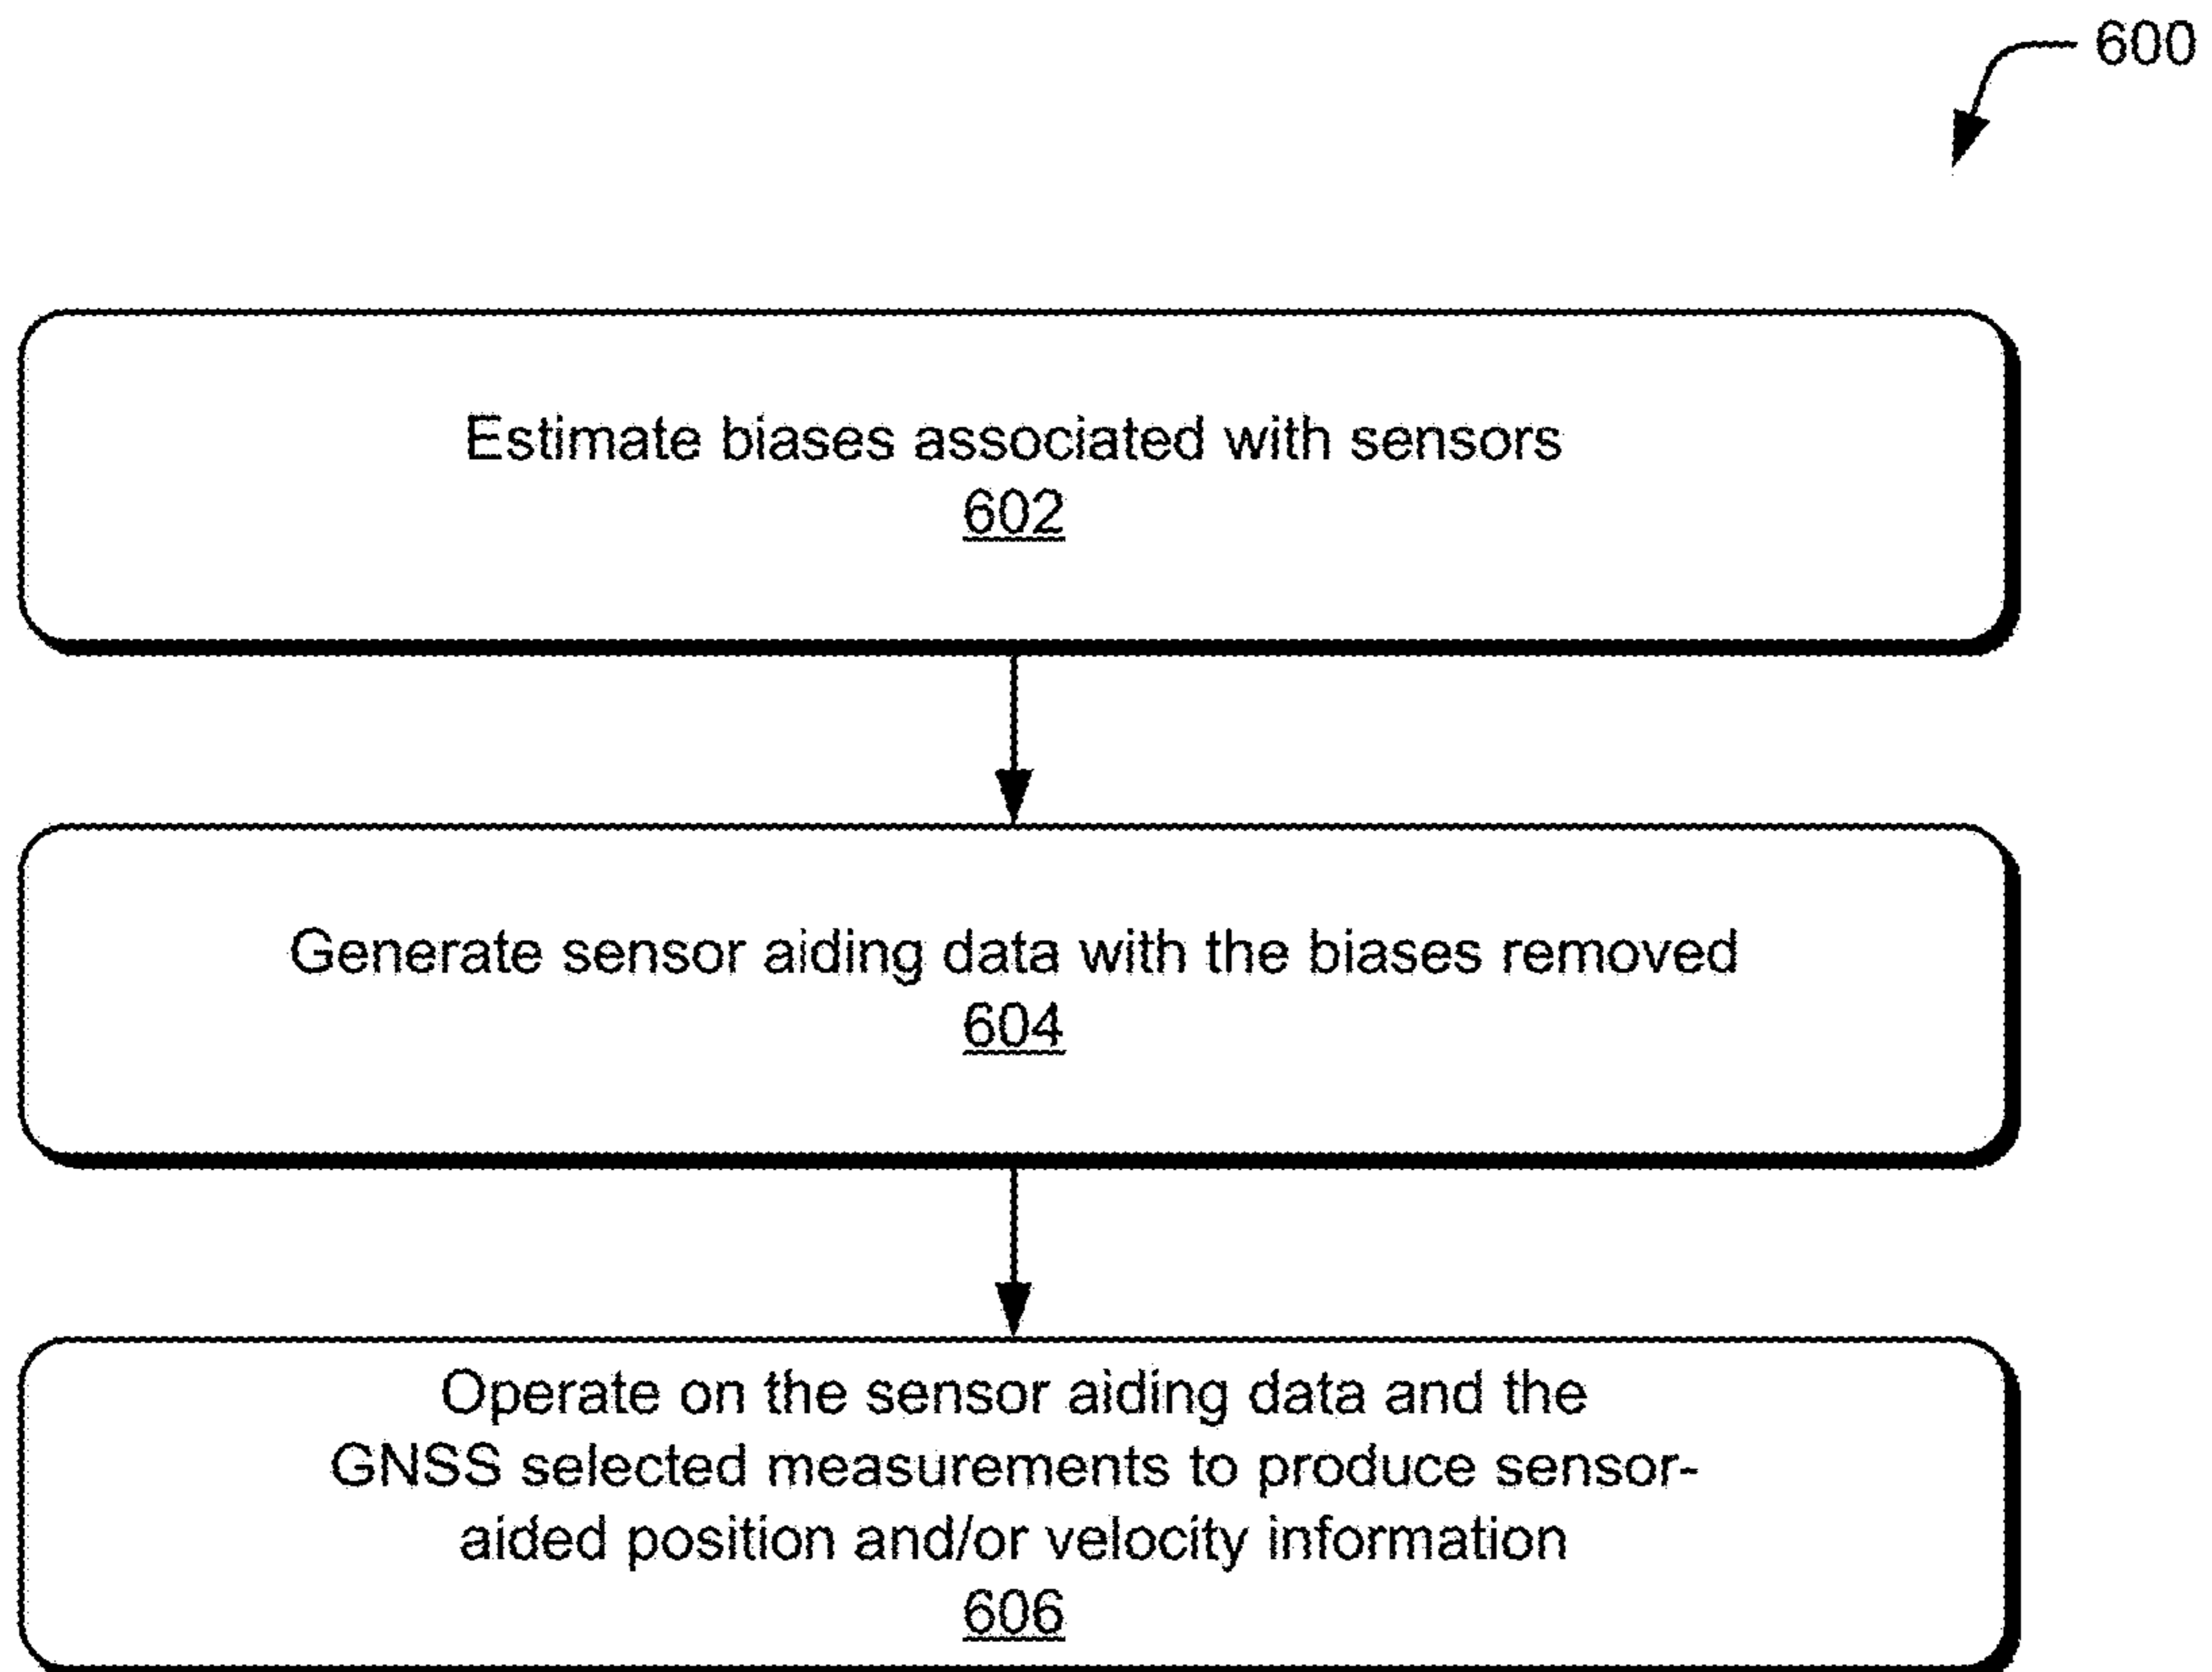 600
Estimate biases associated with sensors
602
Generate sensor aiding data with the biases removed
604
Operate on the sensor aiding data and the
GNSS selected measurements to produce sensor-
aided position and/or velocity information
606